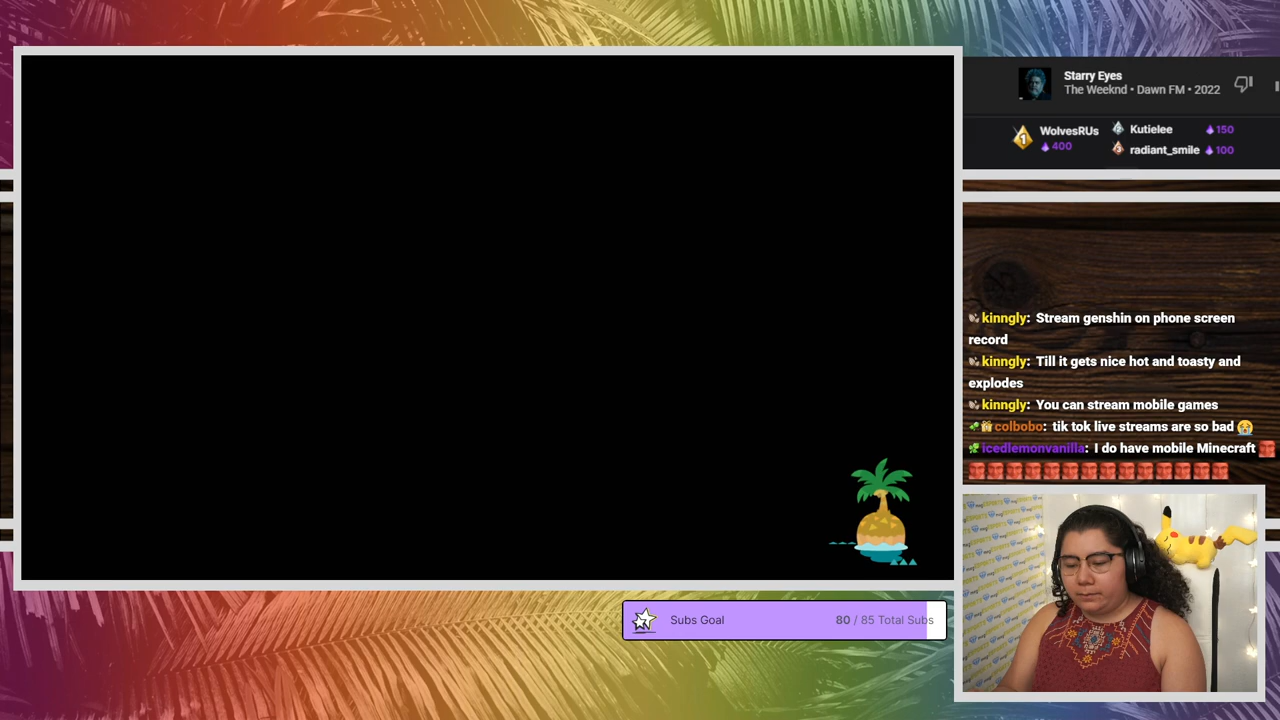 Starry Eyes
The Weeknd • Dawn FM • 2022
1 WolvesRUs
400
Kutielee 150
radiant_smile 100
kinngly: Stream genshin on phone screen
record
kinngly: Till it gets nice hot and toasty and
explodes
kinngly: You can stream mobile games
colbobo: tik tok live streams are so bad 😭
icedlemonvanilla: I do have mobile Minecraft
Subs Goal 80 / 85 Total Subs